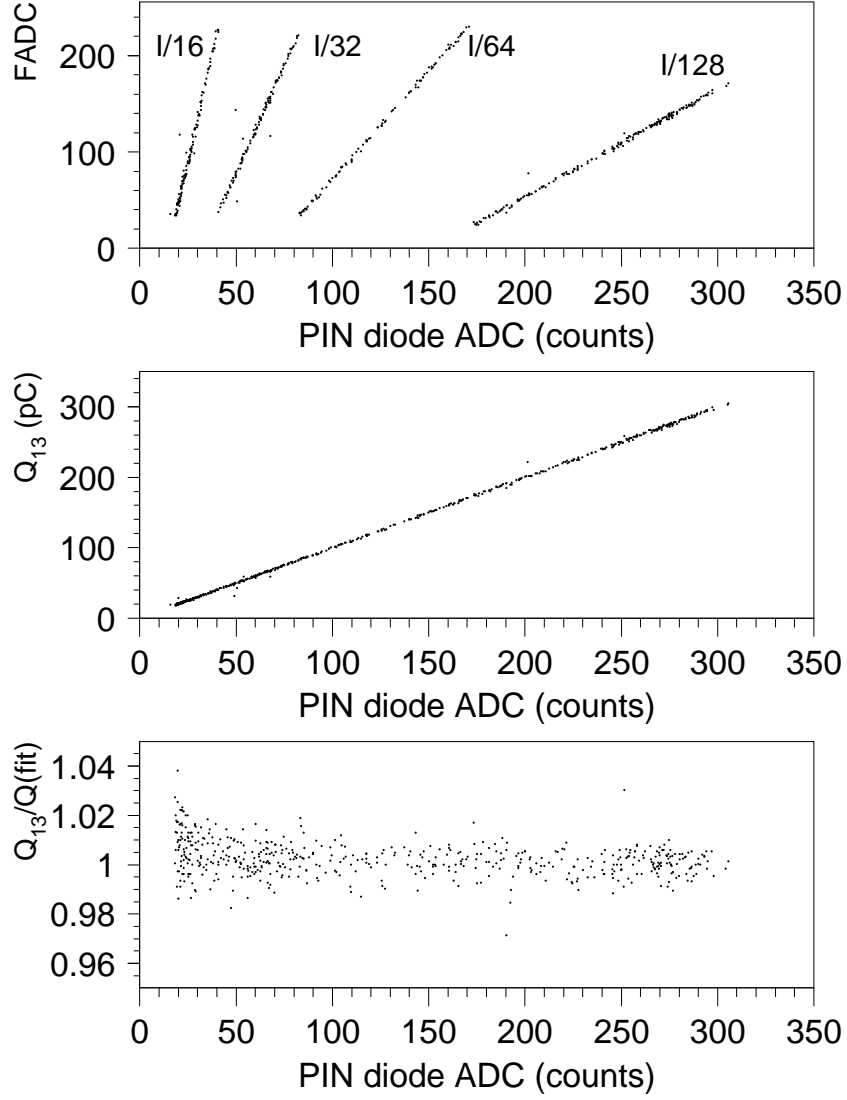 FADC
200
100
0
I/16
I/32
I/64
I/128
0 50 100 150 200 250 300 350
PIN diode ADC (counts)
Q13 (pC)
300
200
100
0
0 50 100 150 200 250 300 350
PIN diode ADC (counts)
Q13/Q(fit)
1.04
1.02
1
0.98
0.96
0 50 100 150 200 250 300 350
PIN diode ADC (counts)